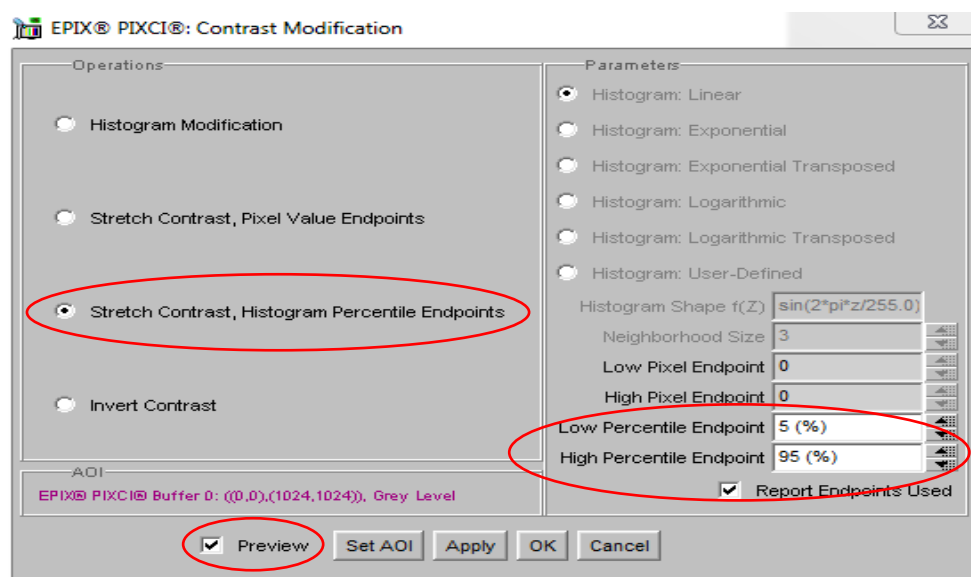 EPIX® PIXCI®: Contrast Modification
Operations
Histogram Modification
Stretch Contrast, Pixel Value Endpoints
Stretch Contrast, Histogram Percentile Endpoints
Invert Contrast
AOI
EPIX® PIXCI® Buffer 0: ((0,0),(1024,1024)), Grey Level
Parameters
Histogram: Linear
Histogram: Exponential
Histogram: Exponential Transposed
Histogram: Logarithmic
Histogram: Logarithmic Transposed
Histogram: User-Defined
Histogram Shape f(Z) sin(2*pi*z/255.0)
Neighborhood Size 3
Low Pixel Endpoint 0
High Pixel Endpoint 0
Low Percentile Endpoint 5 (%)
High Percentile Endpoint 95 (%)
Report Endpoints Used
Preview Set AOI Apply OK Cancel